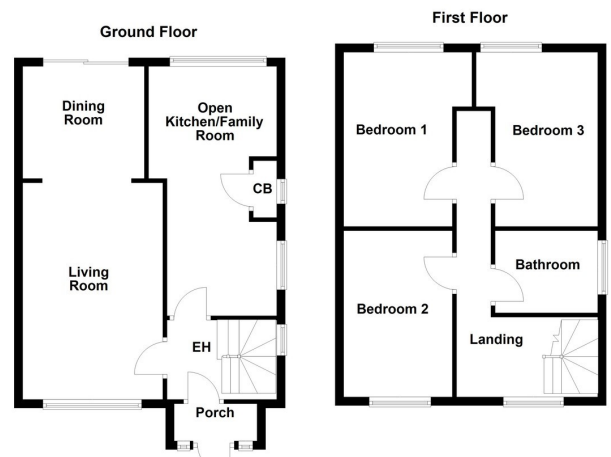 Ground Floor
Dining
Room
Open
Kitchen/Family
Room
CB
Living
Room
EH
Porch
First Floor
Bedroom 1
Bedroom 3
Bathroom
Bedroom 2
Landing